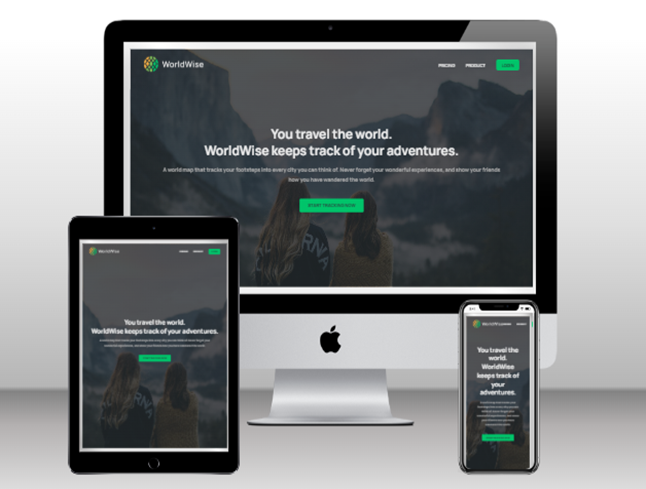 WorldWise
PRICING PRODUCT LOGIN
You travel the world.
WorldWise keeps track of your adventures.
A world map that tracks your footsteps into every city you can think of. Never forget your wonderful experiences, and show your friends
how you have wandered the world.
START TRACKING NOW
WorldWise
You travel the world.
WorldWise keeps track of your adventures.
You travel the
world.
WorldWise
keeps track of
your
adventures.